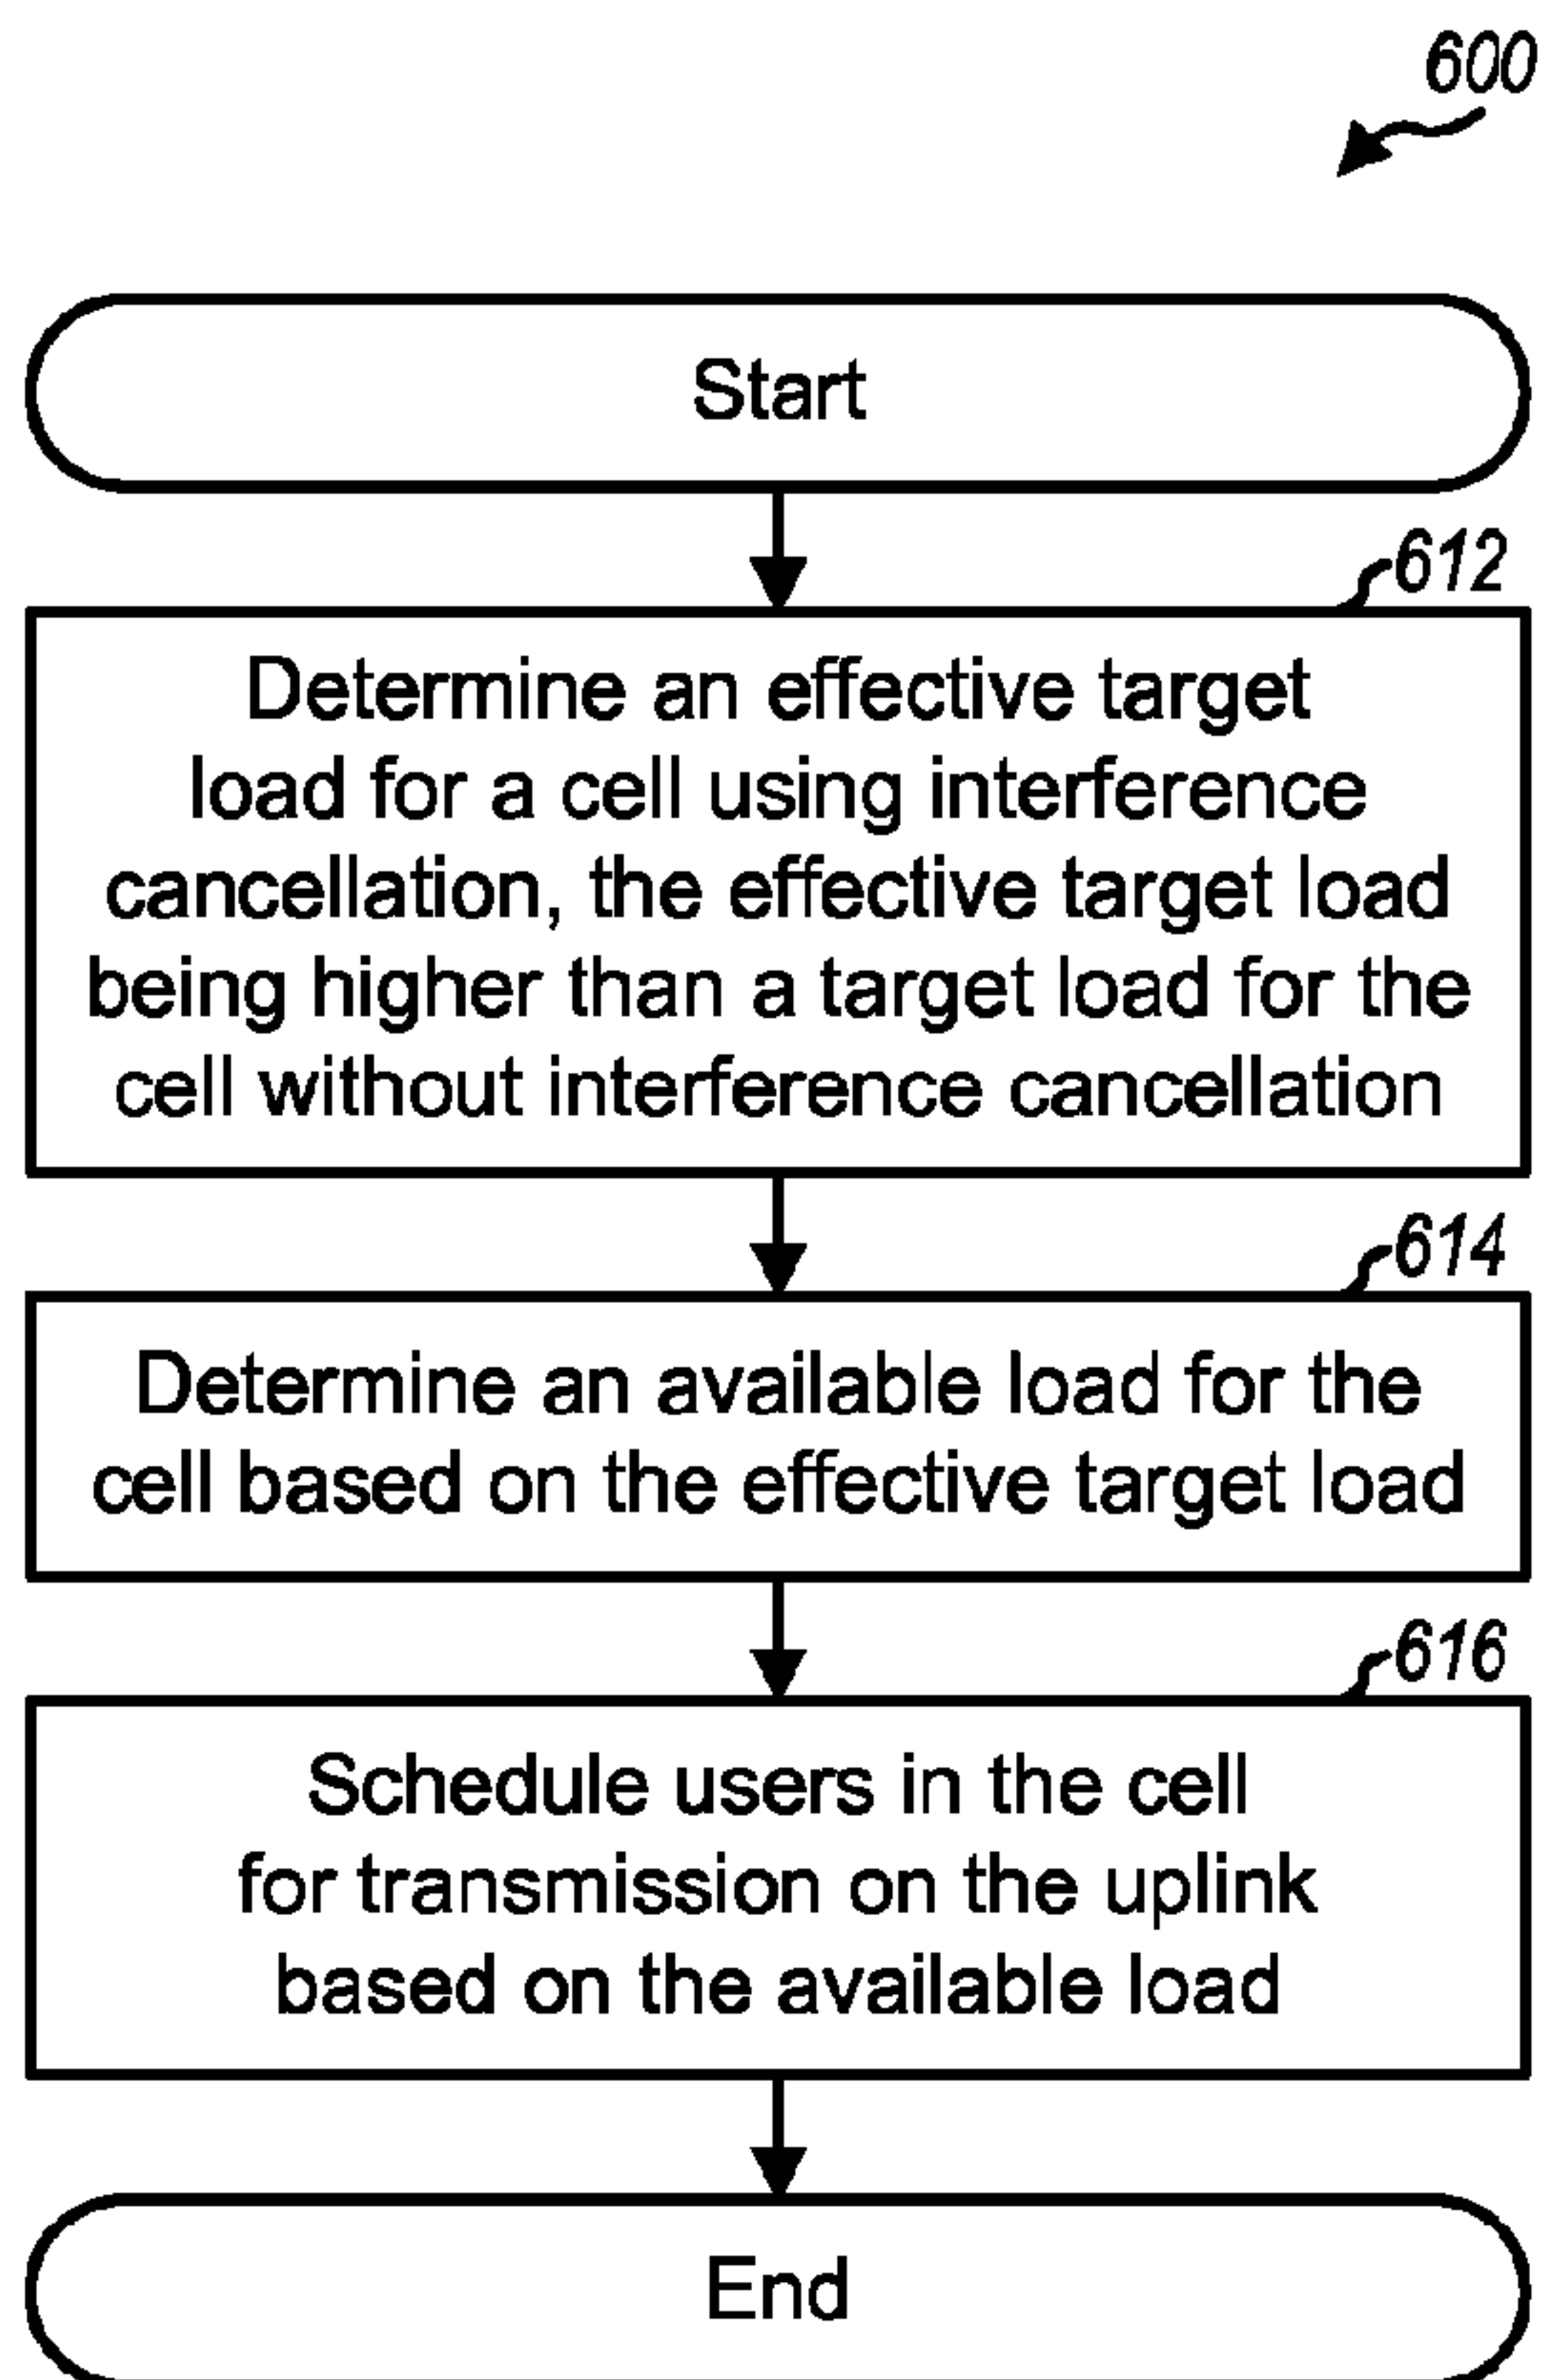 600
Start
612
Determine an effective target
load for a cell using interference
cancellation, the effective target load
being higher than a target load for the
cell without interference cancellation
614
Determine an available load for the
cell based on the effective target load
616
Schedule users in the cell
for transmission on the uplink
based on the available load
End